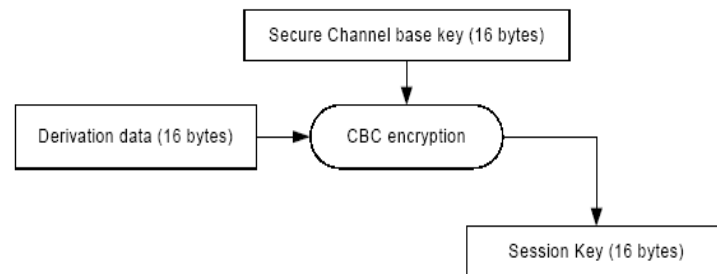 Secure Channel base key (16 bytes)
Derivation data (16 bytes)
CBC encryption
Session Key (16 bytes)